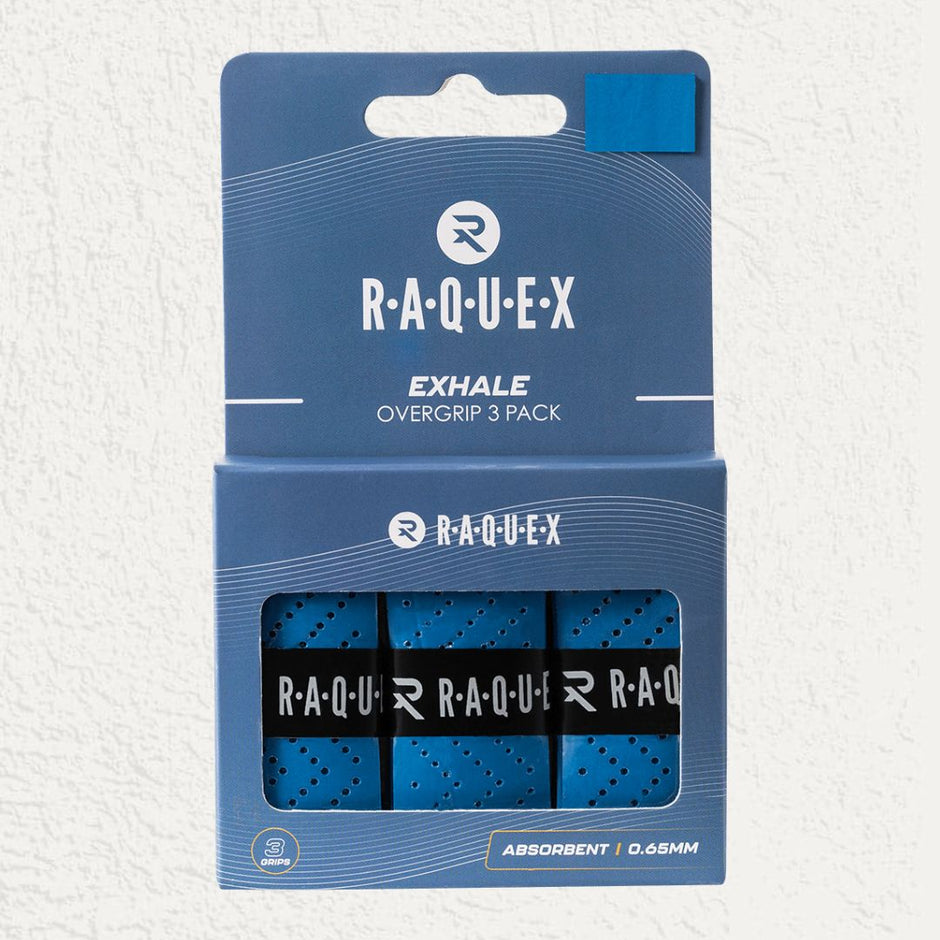 R·A·Q·U·E·X
EXHALE
OVERGRIP 3 PACK
R·A·Q·U·E·X
R·A·Q·U·E
R·A·Q·U·E
R·A·Q
3
GRIPS
ABSORBENT | 0.65MM